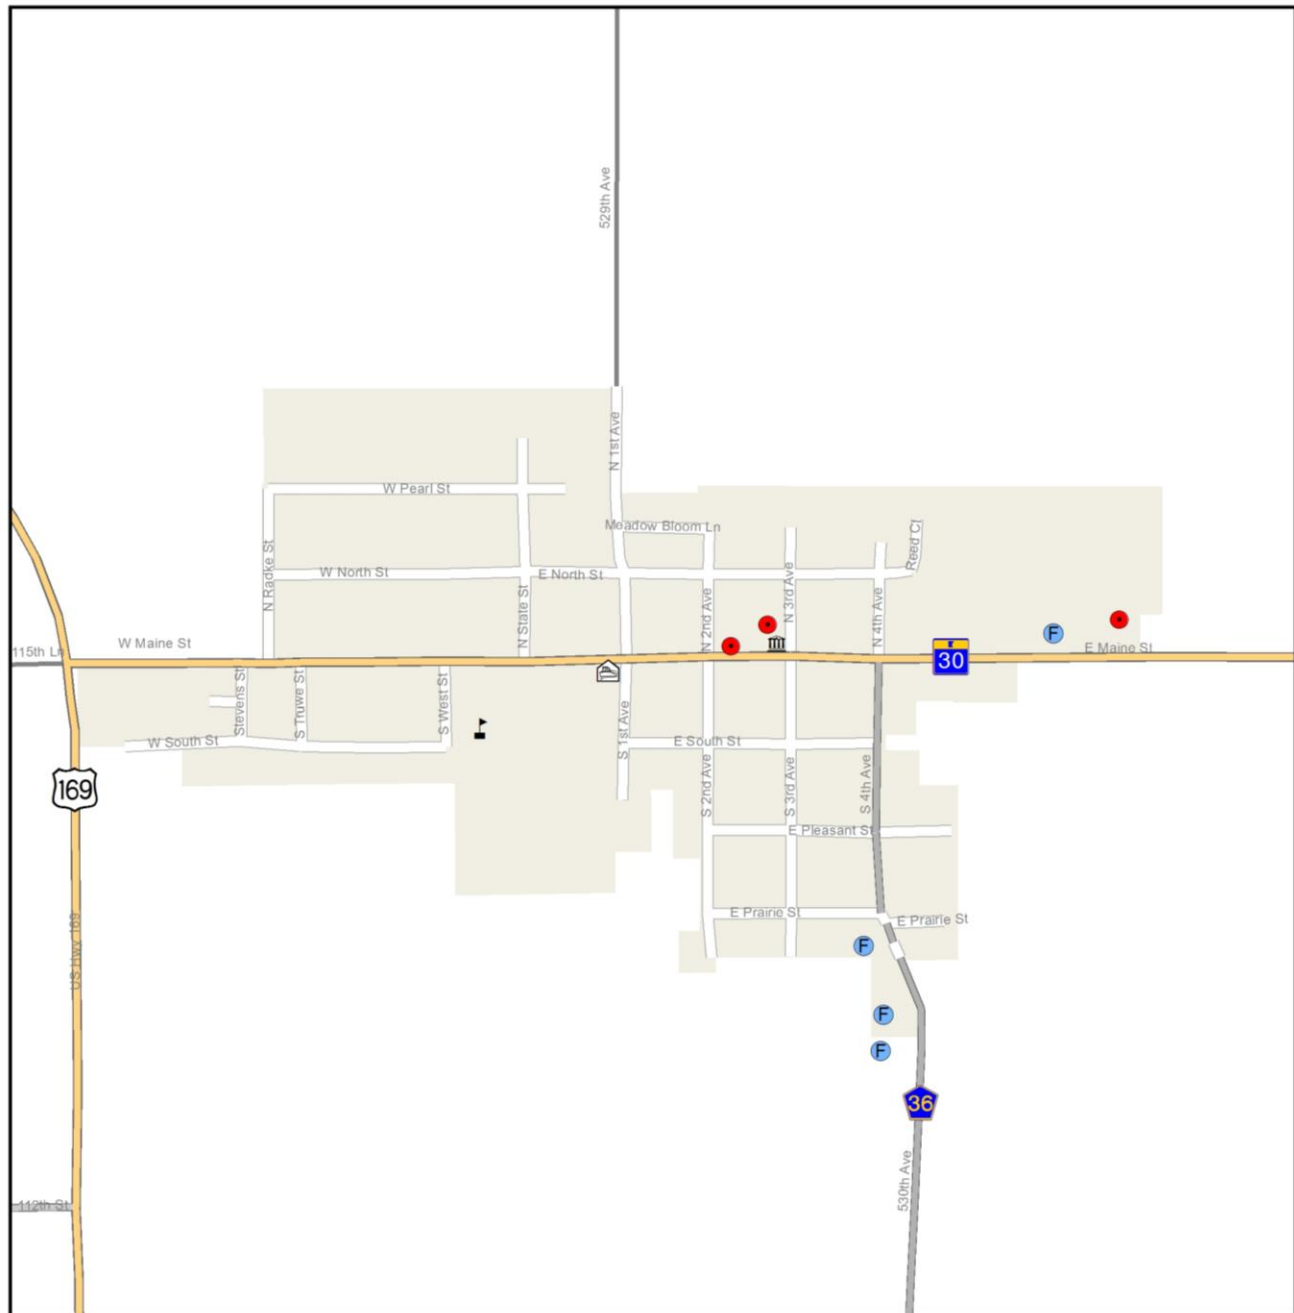 529th Ave
N 1st Ave
W Pearl St
Meadow Bloom Ln
Reed Ct
W North St
E North St
N Radke St
N State St
N 2nd Ave
N 3rd Ave
N 4th Ave
W Maine St
115th Ln
F
E Maine St
30
Stevens St
S Truwe St
S West St
S 1st Ave
W South St
E South St
169
S 2nd Ave
S 3rd Ave
S 4th Ave
E Pleasant St
E Prairie St
E Prairie St
US Hwy 169
F
F
F
36
530th Ave
112th St